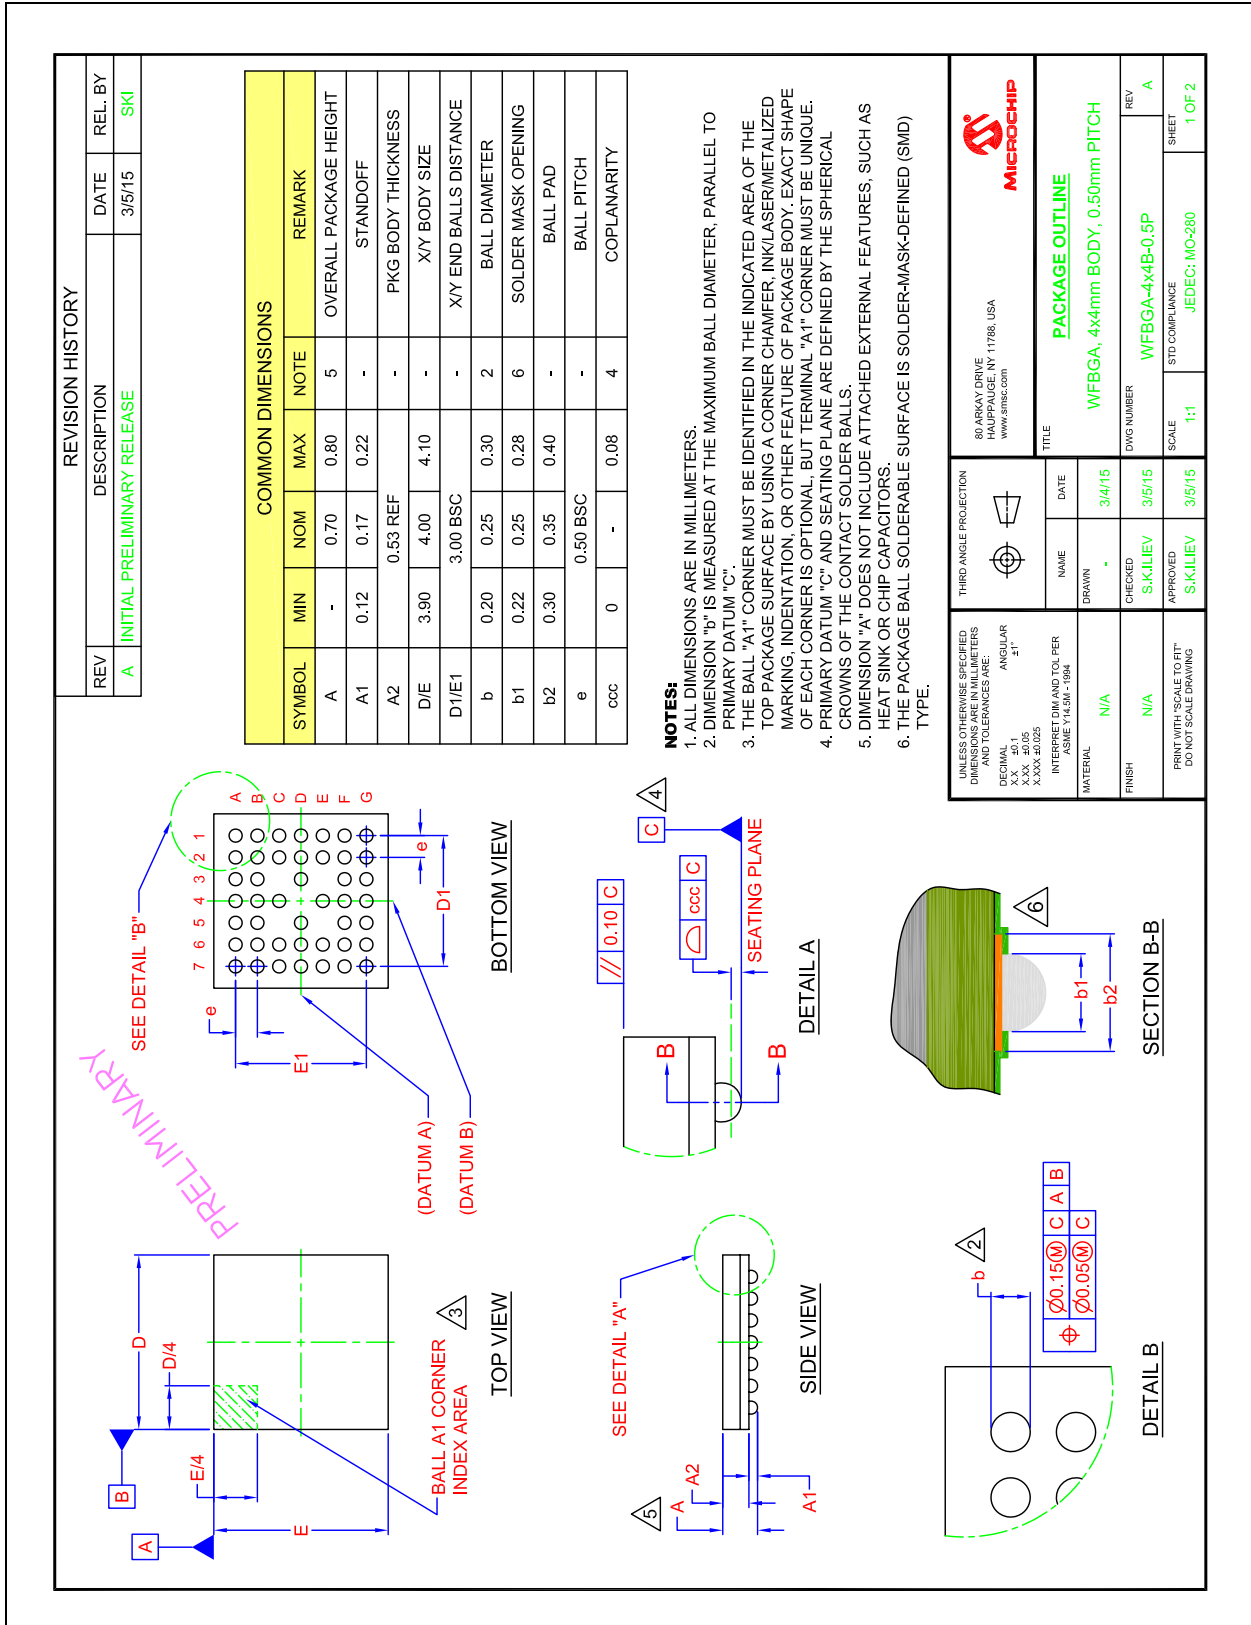 REVISION HISTORY
REV DESCRIPTION DATE REL. BY
A INITIAL PRELIMINARY RELEASE 3/5/15 SKI
COMMON DIMENSIONS
SYMBOL MIN NOM MAX NOTE REMARK
A - 0.70 0.80 5 OVERALL PACKAGE HEIGHT
A1 0.12 0.17 0.22 - STANDOFF
A2 0.53 REF - PKG BODY THICKNESS
D/E 3.90 4.00 4.10 - X/Y BODY SIZE
D1/E1 3.00 BSC - X/Y END BALLS DISTANCE
b 0.20 0.25 0.30 2 BALL DIAMETER
b1 0.22 0.25 0.28 6 SOLDER MASK OPENING
b2 0.30 0.35 0.40 - BALL PAD
e 0.50 BSC - BALL PITCH
ccc 0 - 0.08 4 COPLANARITY
NOTES:
1. ALL DIMENSIONS ARE IN MILLIMETERS.
2. DIMENSION "b" IS MEASURED AT THE MAXIMUM BALL DIAMETER, PARALLEL TO
PRIMARY DATUM "C".
3. THE BALL "A1" CORNER MUST BE IDENTIFIED IN THE INDICATED AREA OF THE
TOP PACKAGE SURFACE BY USING A CORNER CHAMFER, INK/LASER/METALIZED
MARKING, INDENTATION, OR OTHER FEATURE OF PACKAGE BODY. EXACT SHAPE
OF EACH CORNER IS OPTIONAL, BUT TERMINAL "A1" CORNER MUST BE UNIQUE.
4. PRIMARY DATUM "C" AND SEATING PLANE ARE DEFINED BY THE SPHERICAL
CROWNS OF THE CONTACT SOLDER BALLS.
5. DIMENSION "A" DOES NOT INCLUDE ATTACHED EXTERNAL FEATURES, SUCH AS
HEAT SINK OR CHIP CAPACITORS.
6. THE PACKAGE BALL SOLDERABLE SURFACE IS SOLDER-MASK-DEFINED (SMD)
TYPE.
PRELIMINARY
A
B
D
D/4
E/4
E
BALL A1 CORNER
INDEX AREA
3
TOP VIEW
SEE DETAIL "B"
7 6 5 4 3 2 1
A
B
C
D
E
F
G
e
E1
e
D1
(DATUM A)
(DATUM B)
BOTTOM VIEW
SEE DETAIL "A"
5
A
A2
A1
SIDE VIEW
// 0.10 C
ccc C
C
4
SEATING PLANE
B
B
DETAIL A
b
2
Ø0.15 M C A B
Ø0.05 M C
DETAIL B
6
b1
b2
SECTION B-B
UNLESS OTHERWISE SPECIFIED
DIMENSIONS ARE IN MILLIMETERS
AND TOLERANCES ARE:
DECIMAL ANGULAR
X.X ±0.1 ±1°
X.XX ±0.05
X.XXX ±0.025
INTERPRET DIM AND TOL PER
ASME Y14.5M - 1994
MATERIAL
N/A
FINISH
N/A
PRINT WITH "SCALE TO FIT"
DO NOT SCALE DRAWING
THIRD ANGLE PROJECTION
NAME DATE
DRAWN
- 3/4/15
CHECKED
S.K.ILIEV 3/5/15
APPROVED
S.K.ILIEV 3/5/15
80 ARKAY DRIVE
HAUPPAUGE, NY 11788, USA
www.smsc.com
MICROCHIP
®
TITLE
PACKAGE OUTLINE
WFBGA, 4x4mm BODY, 0.50mm PITCH
DWG NUMBER
WFBGA-4x4B-0.5P
REV
A
SCALE
1:1
STD COMPLIANCE
JEDEC: MO-280
SHEET
1 OF 2